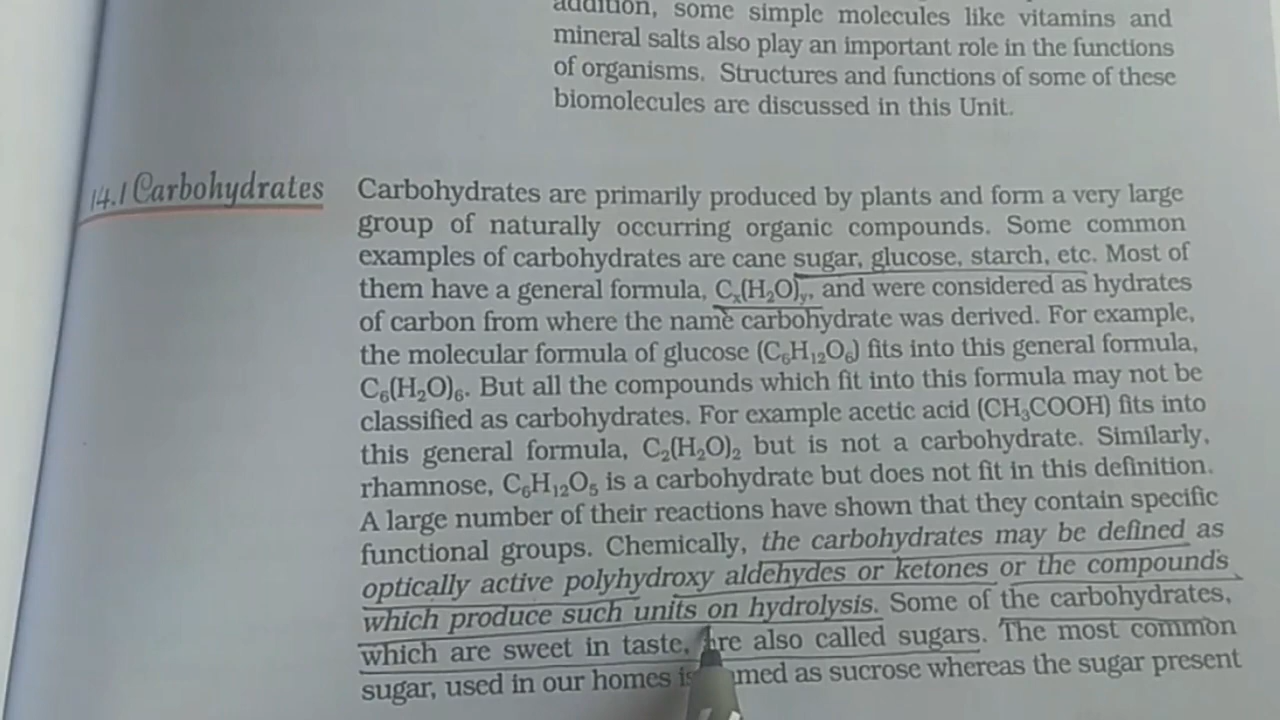 addition, some simple molecules like vitamins and
mineral salts also play an important role in the functions
of organisms. Structures and functions of some of these
biomolecules are discussed in this Unit.
14.1 Carbohydrates
Carbohydrates are primarily produced by plants and form a very large
group of naturally occurring organic compounds. Some common
examples of carbohydrates are cane sugar, glucose, starch, etc. Most of
them have a general formula, Cₓ(H₂O)ᵧ, and were considered as hydrates
of carbon from where the name carbohydrate was derived. For example,
the molecular formula of glucose (C₆H₁₂O₆) fits into this general formula,
C₆(H₂O)₆. But all the compounds which fit into this formula may not be
classified as carbohydrates. For example acetic acid (CH₃COOH) fits into
this general formula, C₂(H₂O)₂ but is not a carbohydrate. Similarly,
rhamnose, C₆H₁₂O₅ is a carbohydrate but does not fit in this definition.
A large number of their reactions have shown that they contain specific
functional groups. Chemically, the carbohydrates may be defined as
optically active polyhydroxy aldehydes or ketones or the compounds
which produce such units on hydrolysis. Some of the carbohydrates,
which are sweet in taste, are also called sugars. The most common
sugar, used in our homes is named as sucrose whereas the sugar present